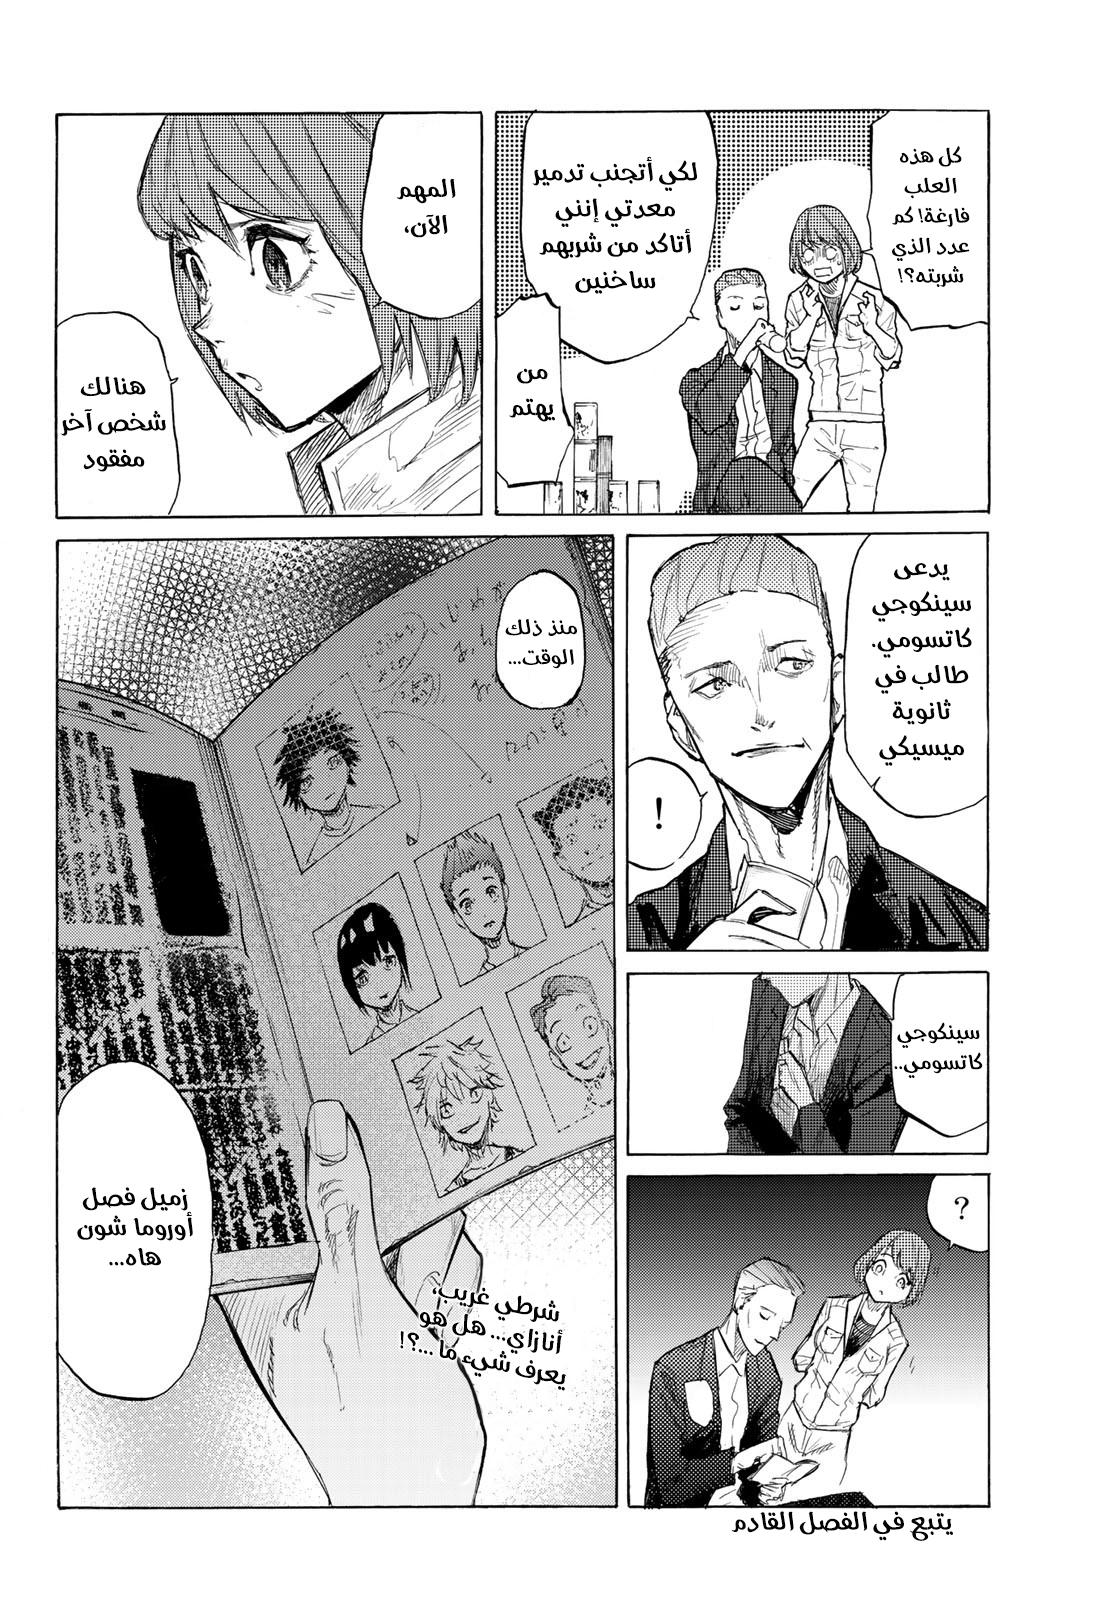 كل هذه
العلب
فارغة! كم
عدد الذي
شربته؟!
لكي أتجنب تدمير
معدتي إنني
أتاكد من شربهم
ساخنين
من
يهتم
المهم
الآن،
هنالك
شخص آخر
مفقود
يدعى
سينكوجي
كاتسومي.
طالب في
ثانوية
ميسيكي
!
سينكوجي
كاتسومي..
?
منذ ذلك
الوقت...
زميل فصل
أوروما شون
هاه...
شرطي غريب،
أنازاي... هل هو
يعرف شيء ما ...؟!
يتبع في الفصل القادم